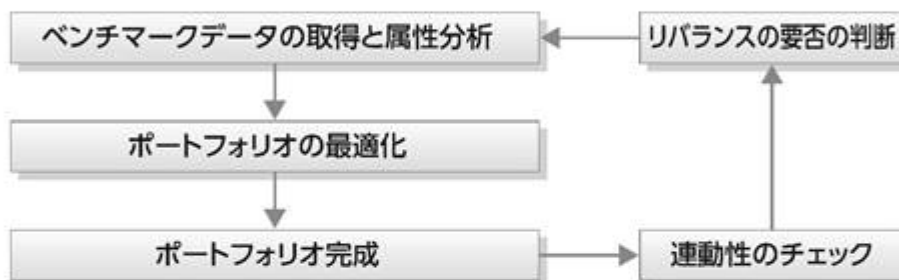 ベンチマークデータの取得と属性分析
リバランスの要否の判断
ポートフォリオの最適化
ポートフォリオ完成
連動性のチェック